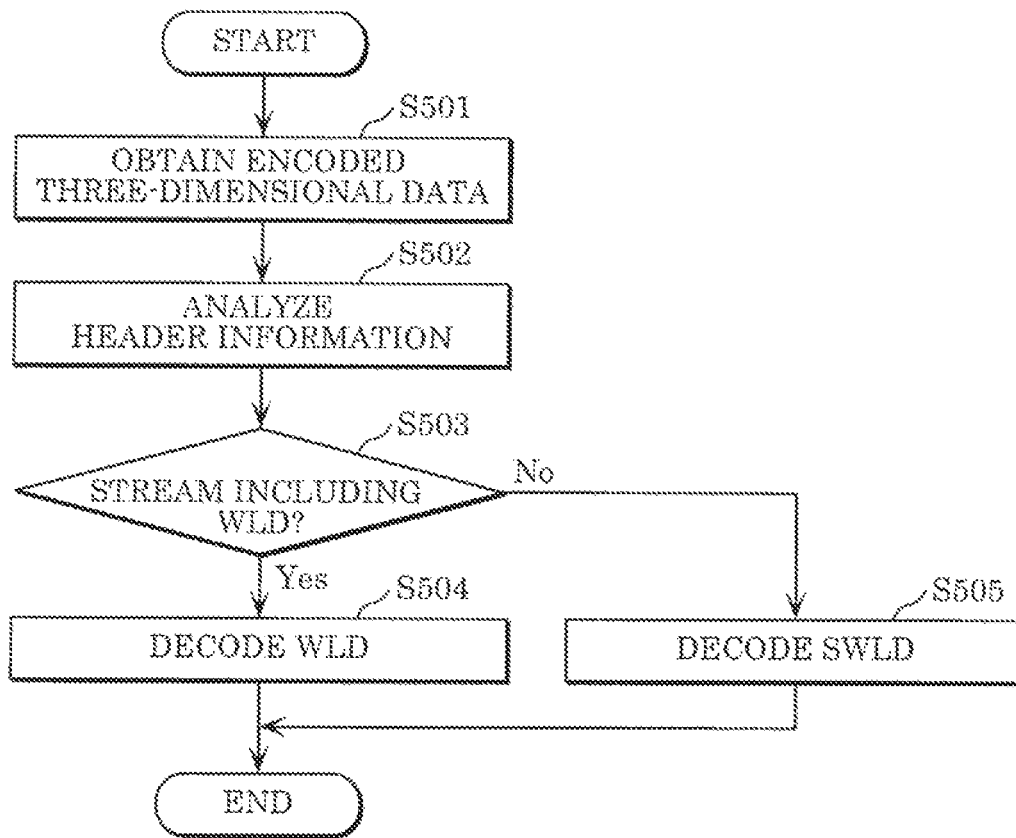 START
S501
OBTAIN ENCODED
THREE-DIMENSIONAL DATA
S502
ANALYZE
HEADER INFORMATION
S503
STREAM INCLUDING
WLD?
No
Yes
S504
DECODE WLD
S505
DECODE SWLD
END